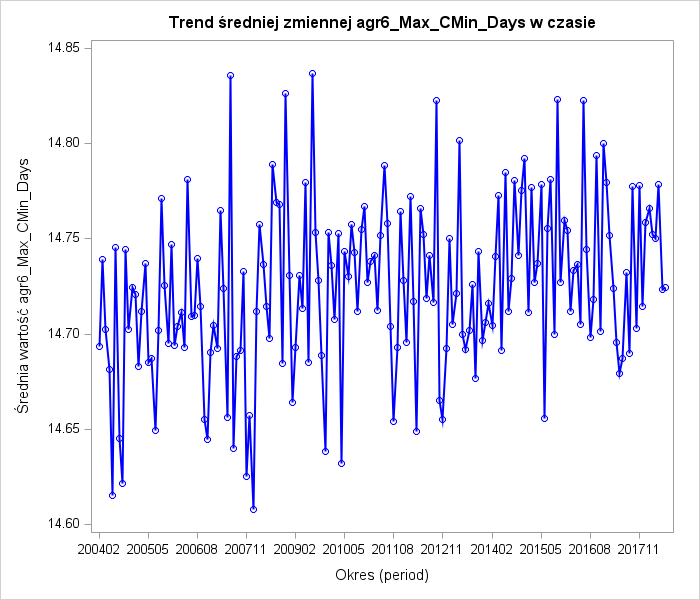 Trend średniej zmiennej agr6_Max_CMin_Days w czasie
14.85
14.80
14.75
14.70
14.65
14.60
Średnia wartość agr6_Max_CMin_Days
200402 200505 200608 200711 200902 201005 201108 201211 201402 201505 201608 201711
Okres (period)